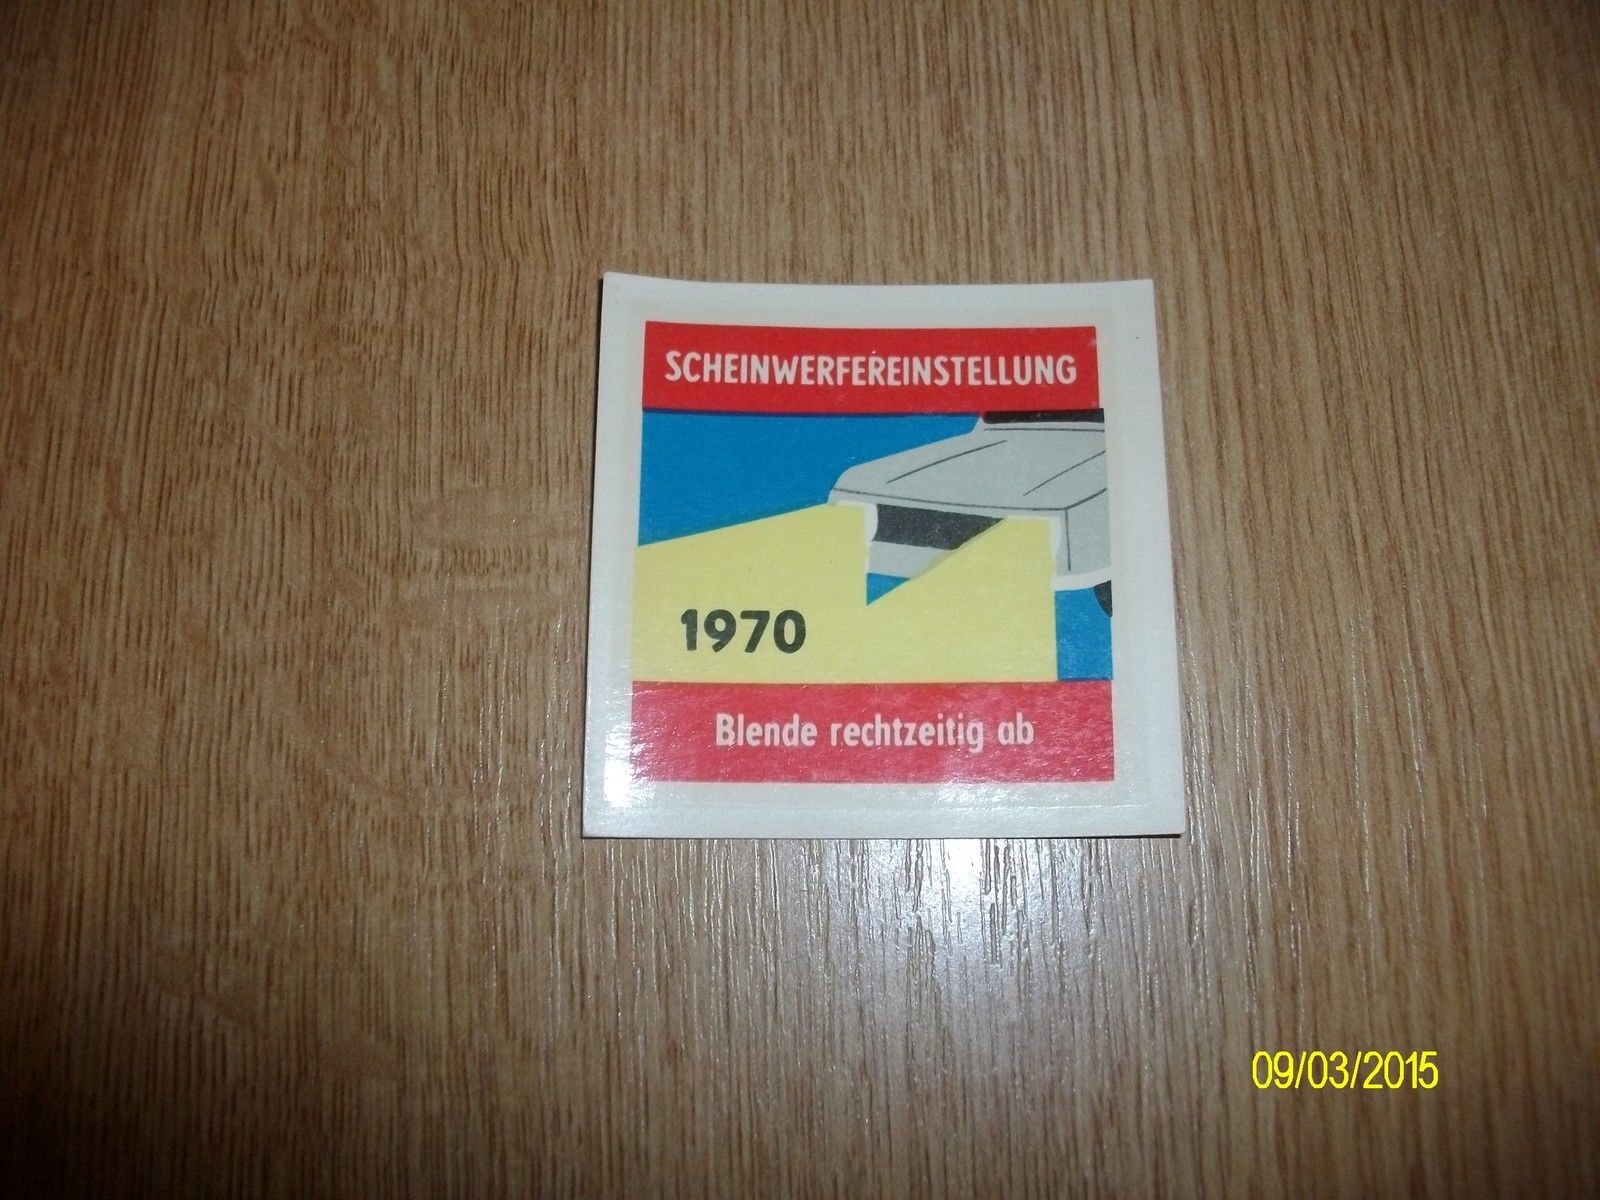 SCHEINWERFEREINSTELLUNG
1970
Blende rechtzeitig ab
09/03/2015